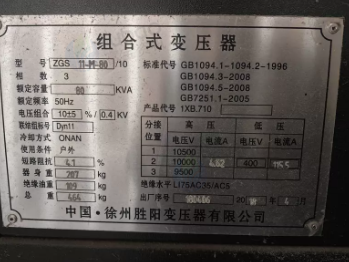 组合式变压器
型号 ZGS 11-M-80/10 标准代号 GB1094.1~1094.2-1996
相数 3 GB1094.3-2008
额定容量 80 KVA GB1094.5-2008
额定频率 50Hz GB7251.1-2005
电压组合 10±5%/0.4 KV 产品代号 1XB.710
联结组标号 Dyn11 分接位置 高压 低压
冷却方式 ONAN 电压V 电流A 电压V 电流A
使用条件 户外 1 10500
短路阻抗 4.1 % 2 10000 4.62 400 115.5
器身重 207 kg 3 9500
绝缘油重 109 kg 绝缘水平 LI75AC35/AC5
总重 464 kg 出厂序号 180406 20 年 4 月
中国·徐州胜阳变压器有限公司